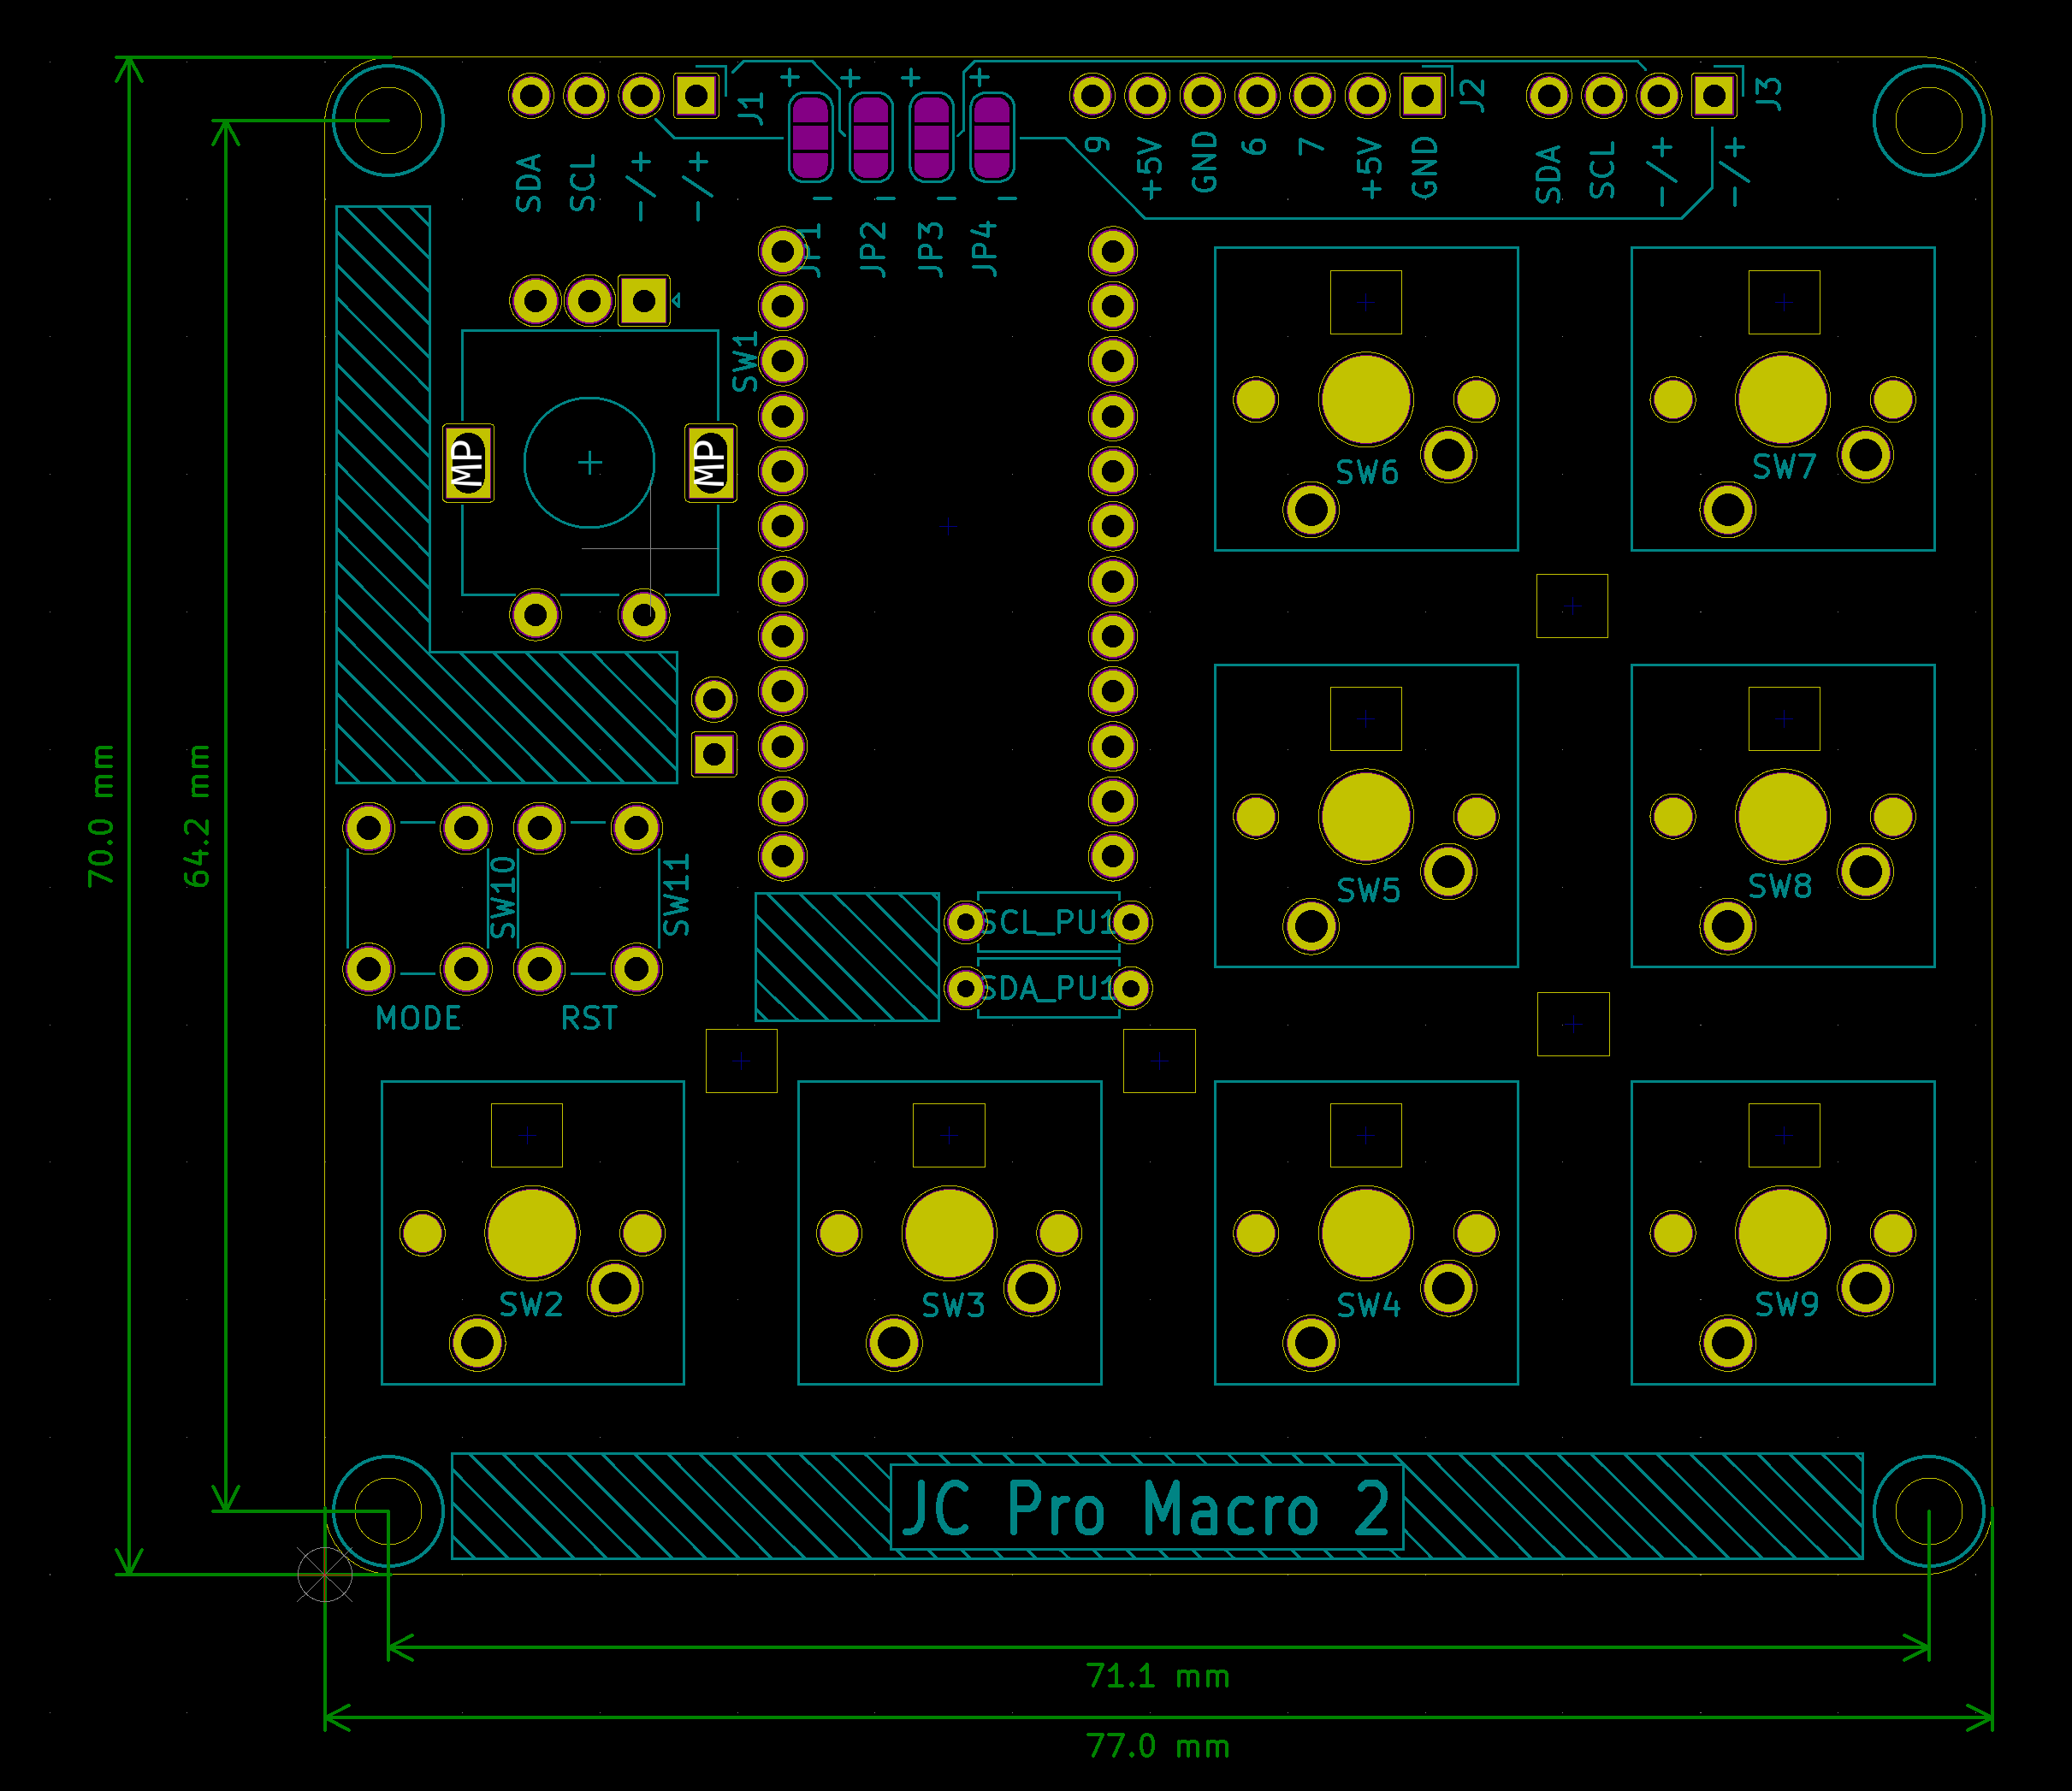 J1
J2
J3
+ + + +
SDA
SCL
-/+
-/+
9
+5V
GND
6
7
+5V
GND
SDA
SCL
-/+
-/+
- - - -
JP1
JP2
JP3
JP4
SW1
MP
MP
SW6
SW7
70.0 mm
64.2 mm
SW10
SW11
SCL_PU1
SDA_PU1
SW5
SW8
MODE
RST
SW2
SW3
SW4
SW9
JC Pro Macro 2
71.1 mm
77.0 mm